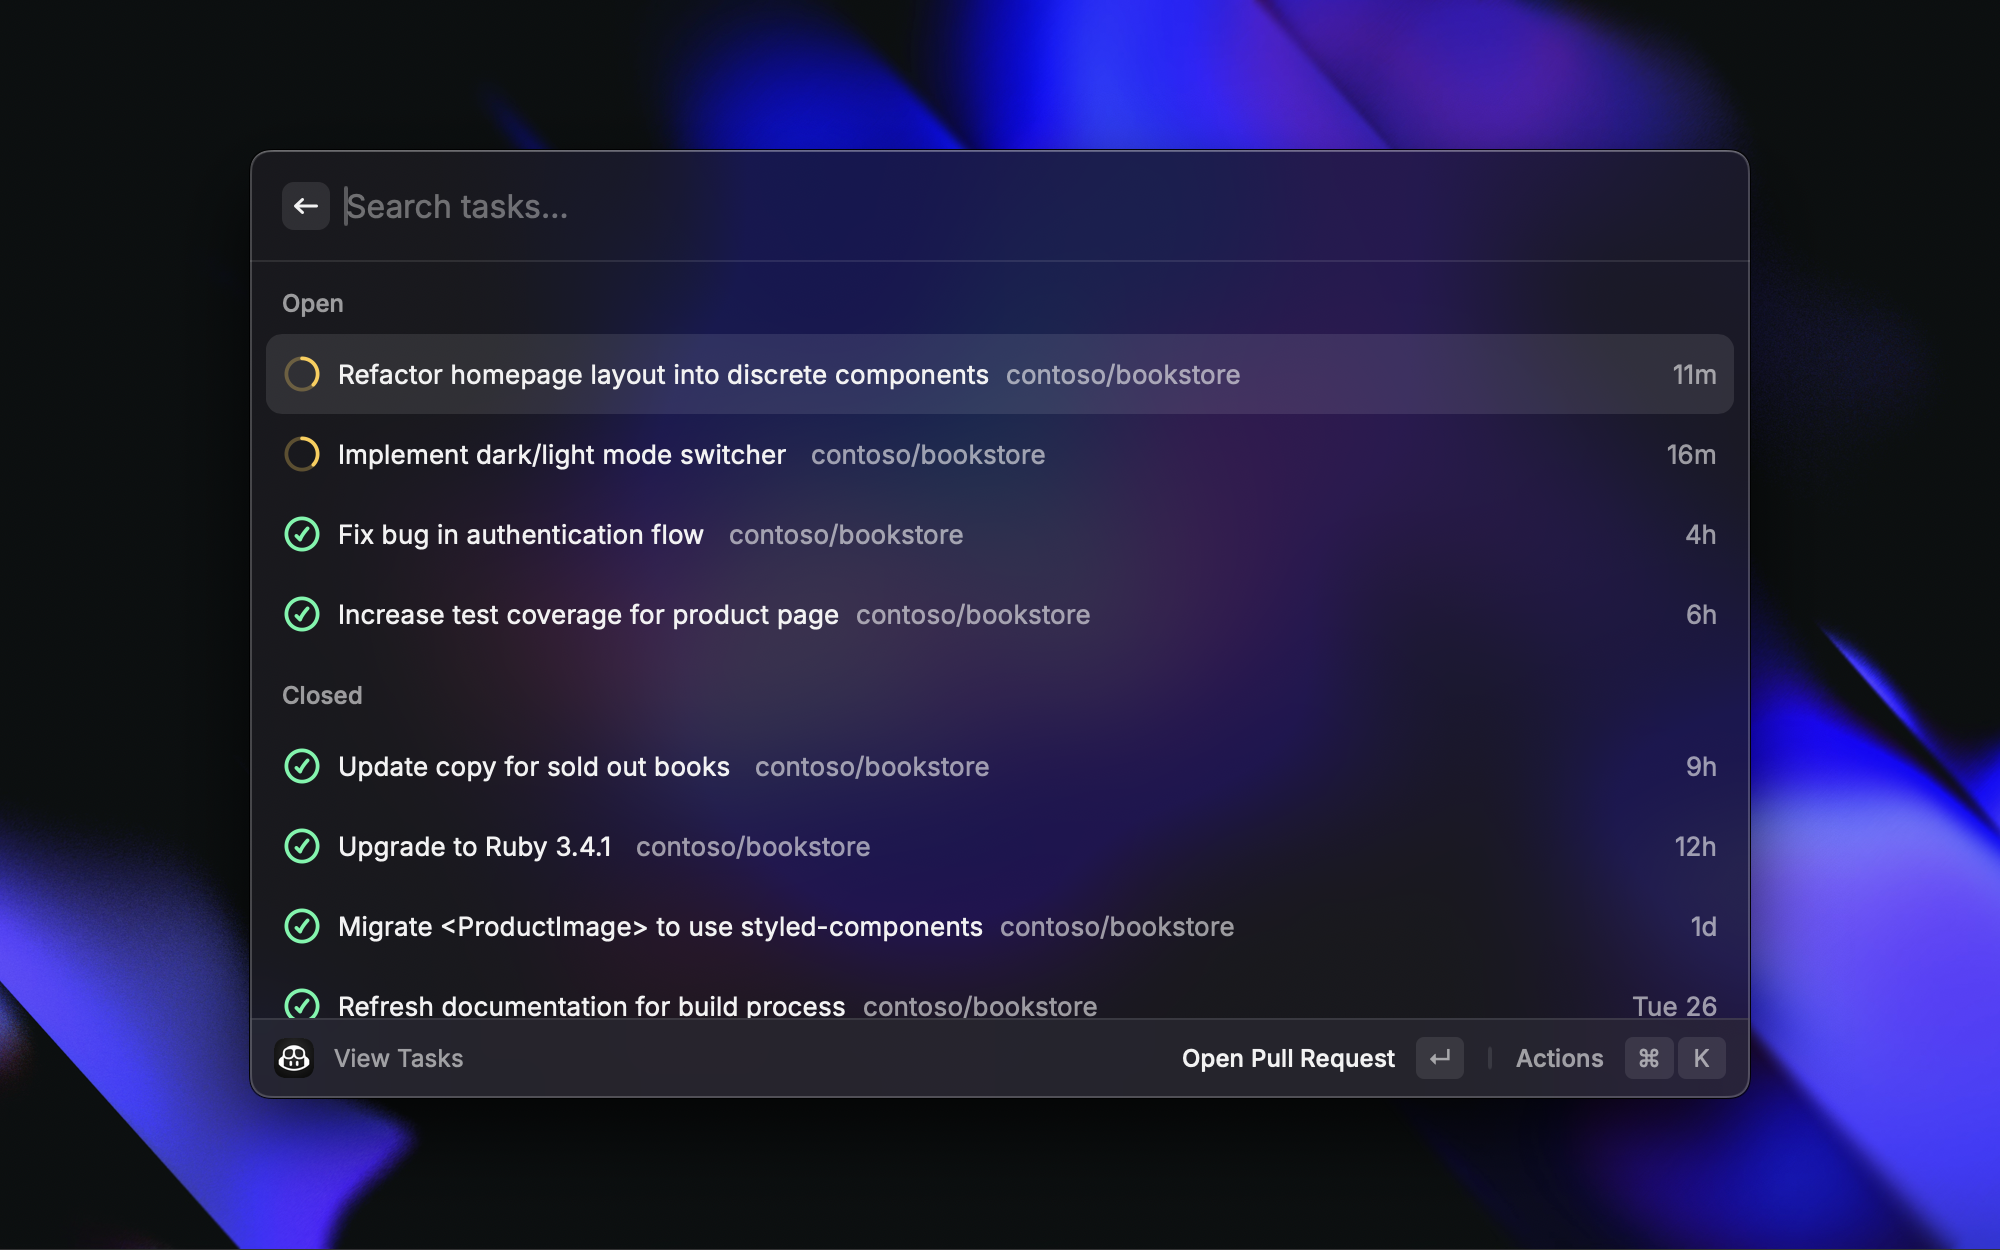 Search tasks...
Open
Refactor homepage layout into discrete components contoso/bookstore 11m
Implement dark/light mode switcher contoso/bookstore 16m
Fix bug in authentication flow contoso/bookstore 4h
Increase test coverage for product page contoso/bookstore 6h
Closed
Update copy for sold out books contoso/bookstore 9h
Upgrade to Ruby 3.4.1 contoso/bookstore 12h
Migrate <ProductImage> to use styled-components contoso/bookstore 1d
Refresh documentation for build process contoso/bookstore Tue 26
View Tasks Open Pull Request ↵ Actions ⌘ K